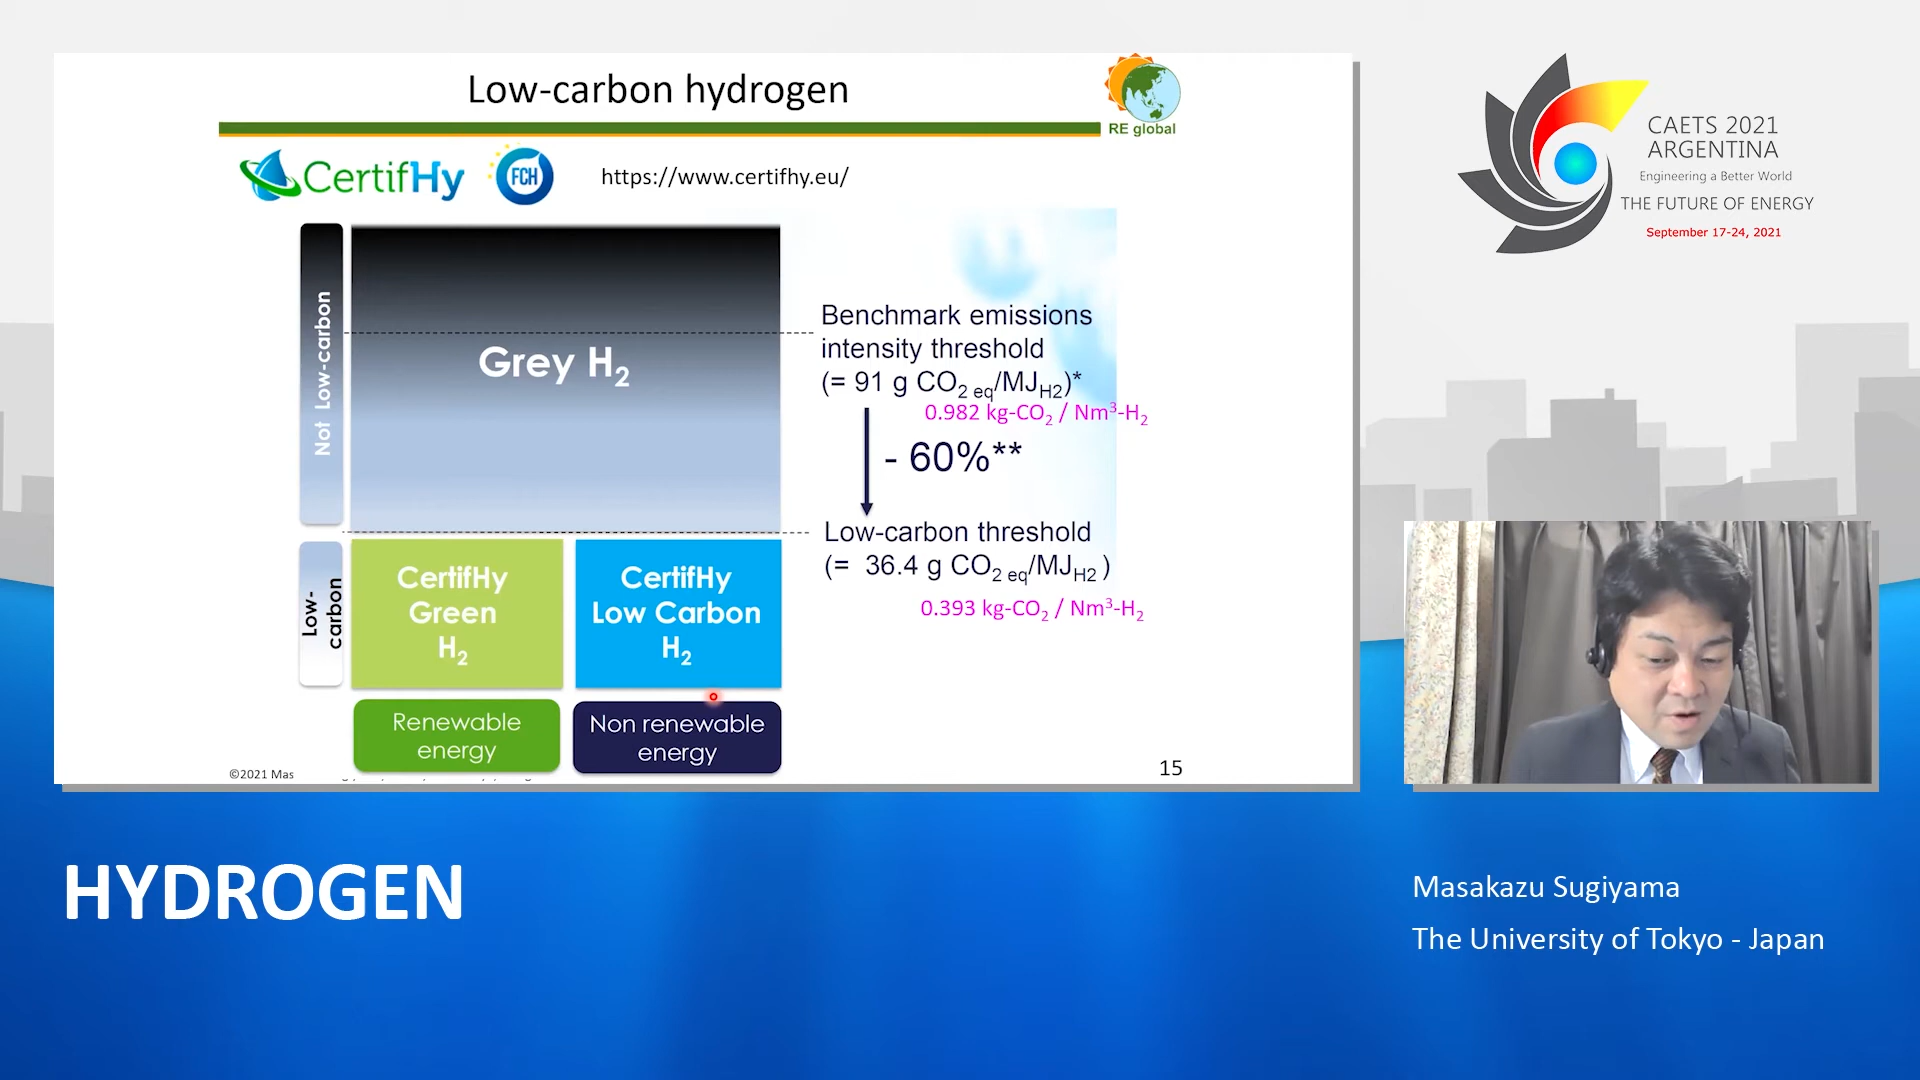 Low-carbon hydrogen
RE global
CertifHy
FCH
https://www.certifhy.eu/
Not Low-carbon
Grey H2
Benchmark emissions
intensity threshold
(= 91 g CO2 eq/MJH2)*
0.982 kg-CO2 / Nm³-H2
- 60%**
Low-carbon threshold
(= 36.4 g CO2 eq/MJH2 )
0.393 kg-CO2 / Nm³-H2
Low-
carbon
CertifHy
Green
H2
CertifHy
Low Carbon
H2
Renewable
energy
Non renewable
energy
©2021 Mas
15
CAETS 2021
ARGENTINA
Engineering a Better World
THE FUTURE OF ENERGY
September 17-24, 2021
HYDROGEN
Masakazu Sugiyama
The University of Tokyo - Japan